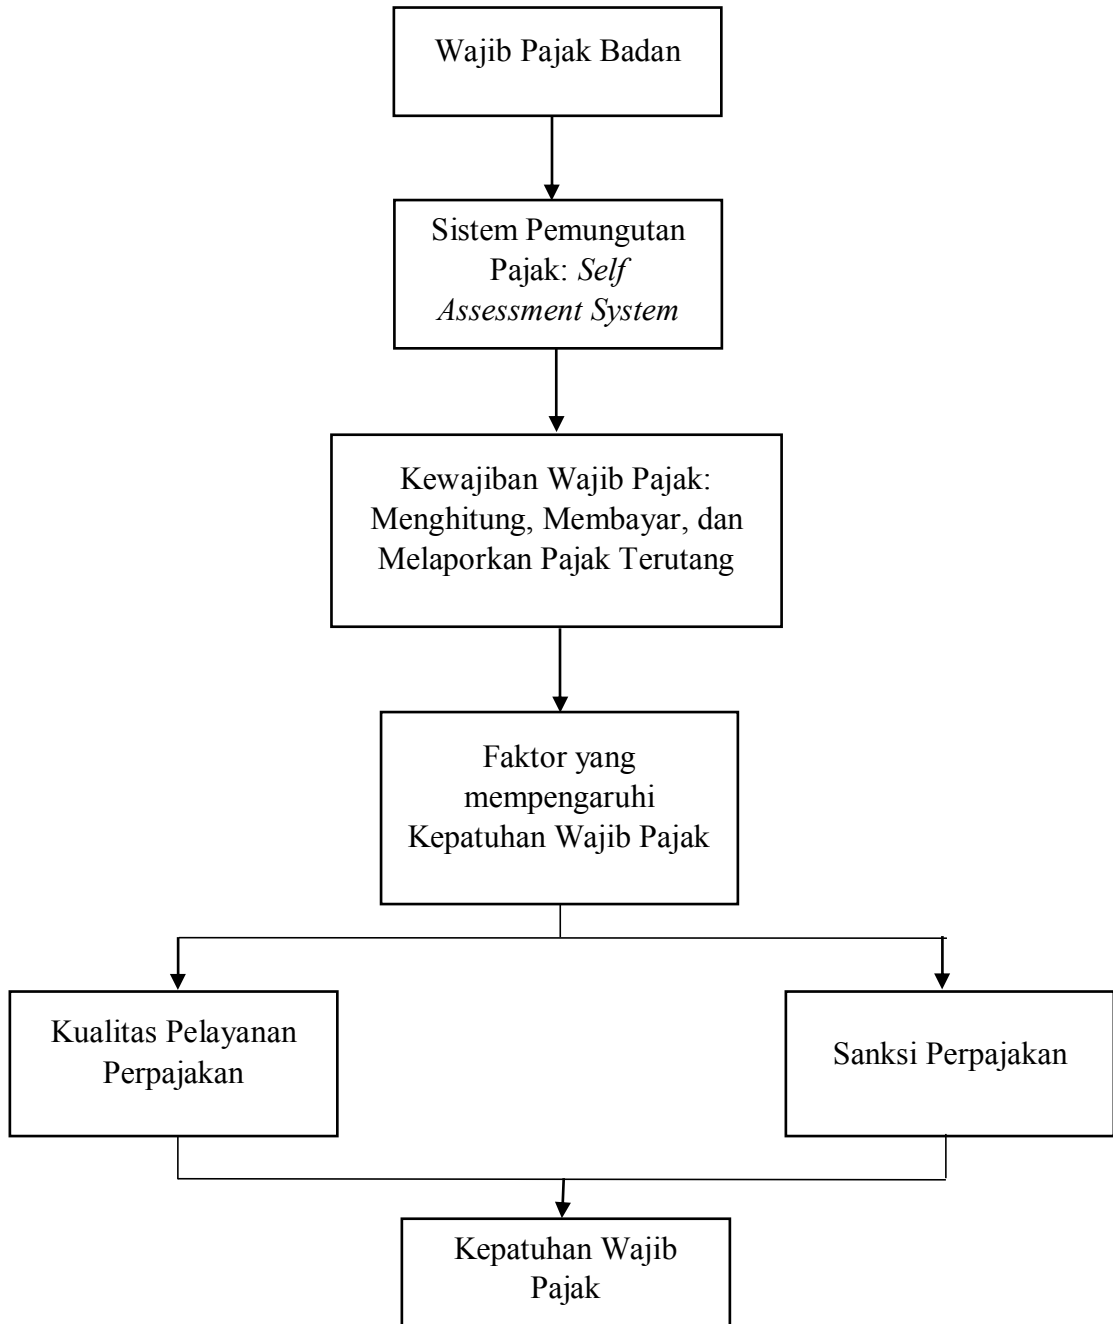 Wajib Pajak Badan
Sistem Pemungutan
Pajak: Self
Assessment System
Kewajiban Wajib Pajak:
Menghitung, Membayar, dan
Melaporkan Pajak Terutang
Faktor yang
mempengaruhi
Kepatuhan Wajib Pajak
Kualitas Pelayanan
Perpajakan
Sanksi Perpajakan
Kepatuhan Wajib
Pajak